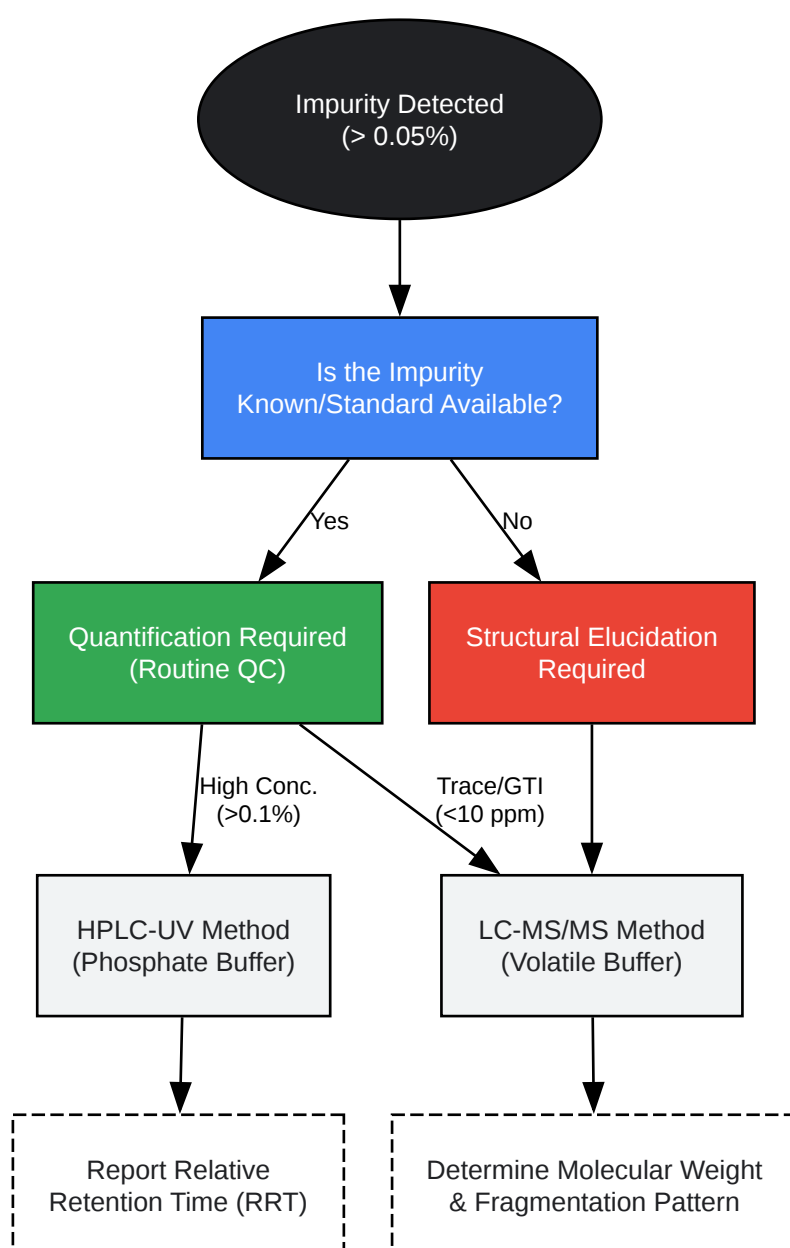 Impurity Detected
(> 0.05%)
Is the Impurity
Known/Standard Available?
Yes
No
Quantification Required
(Routine QC)
Structural Elucidation
Required
High Conc.
(>0.1%)
Trace/GTI
(<10 ppm)
HPLC-UV Method
(Phosphate Buffer)
LC-MS/MS Method
(Volatile Buffer)
Report Relative
Retention Time (RRT)
Determine Molecular Weight
& Fragmentation Pattern